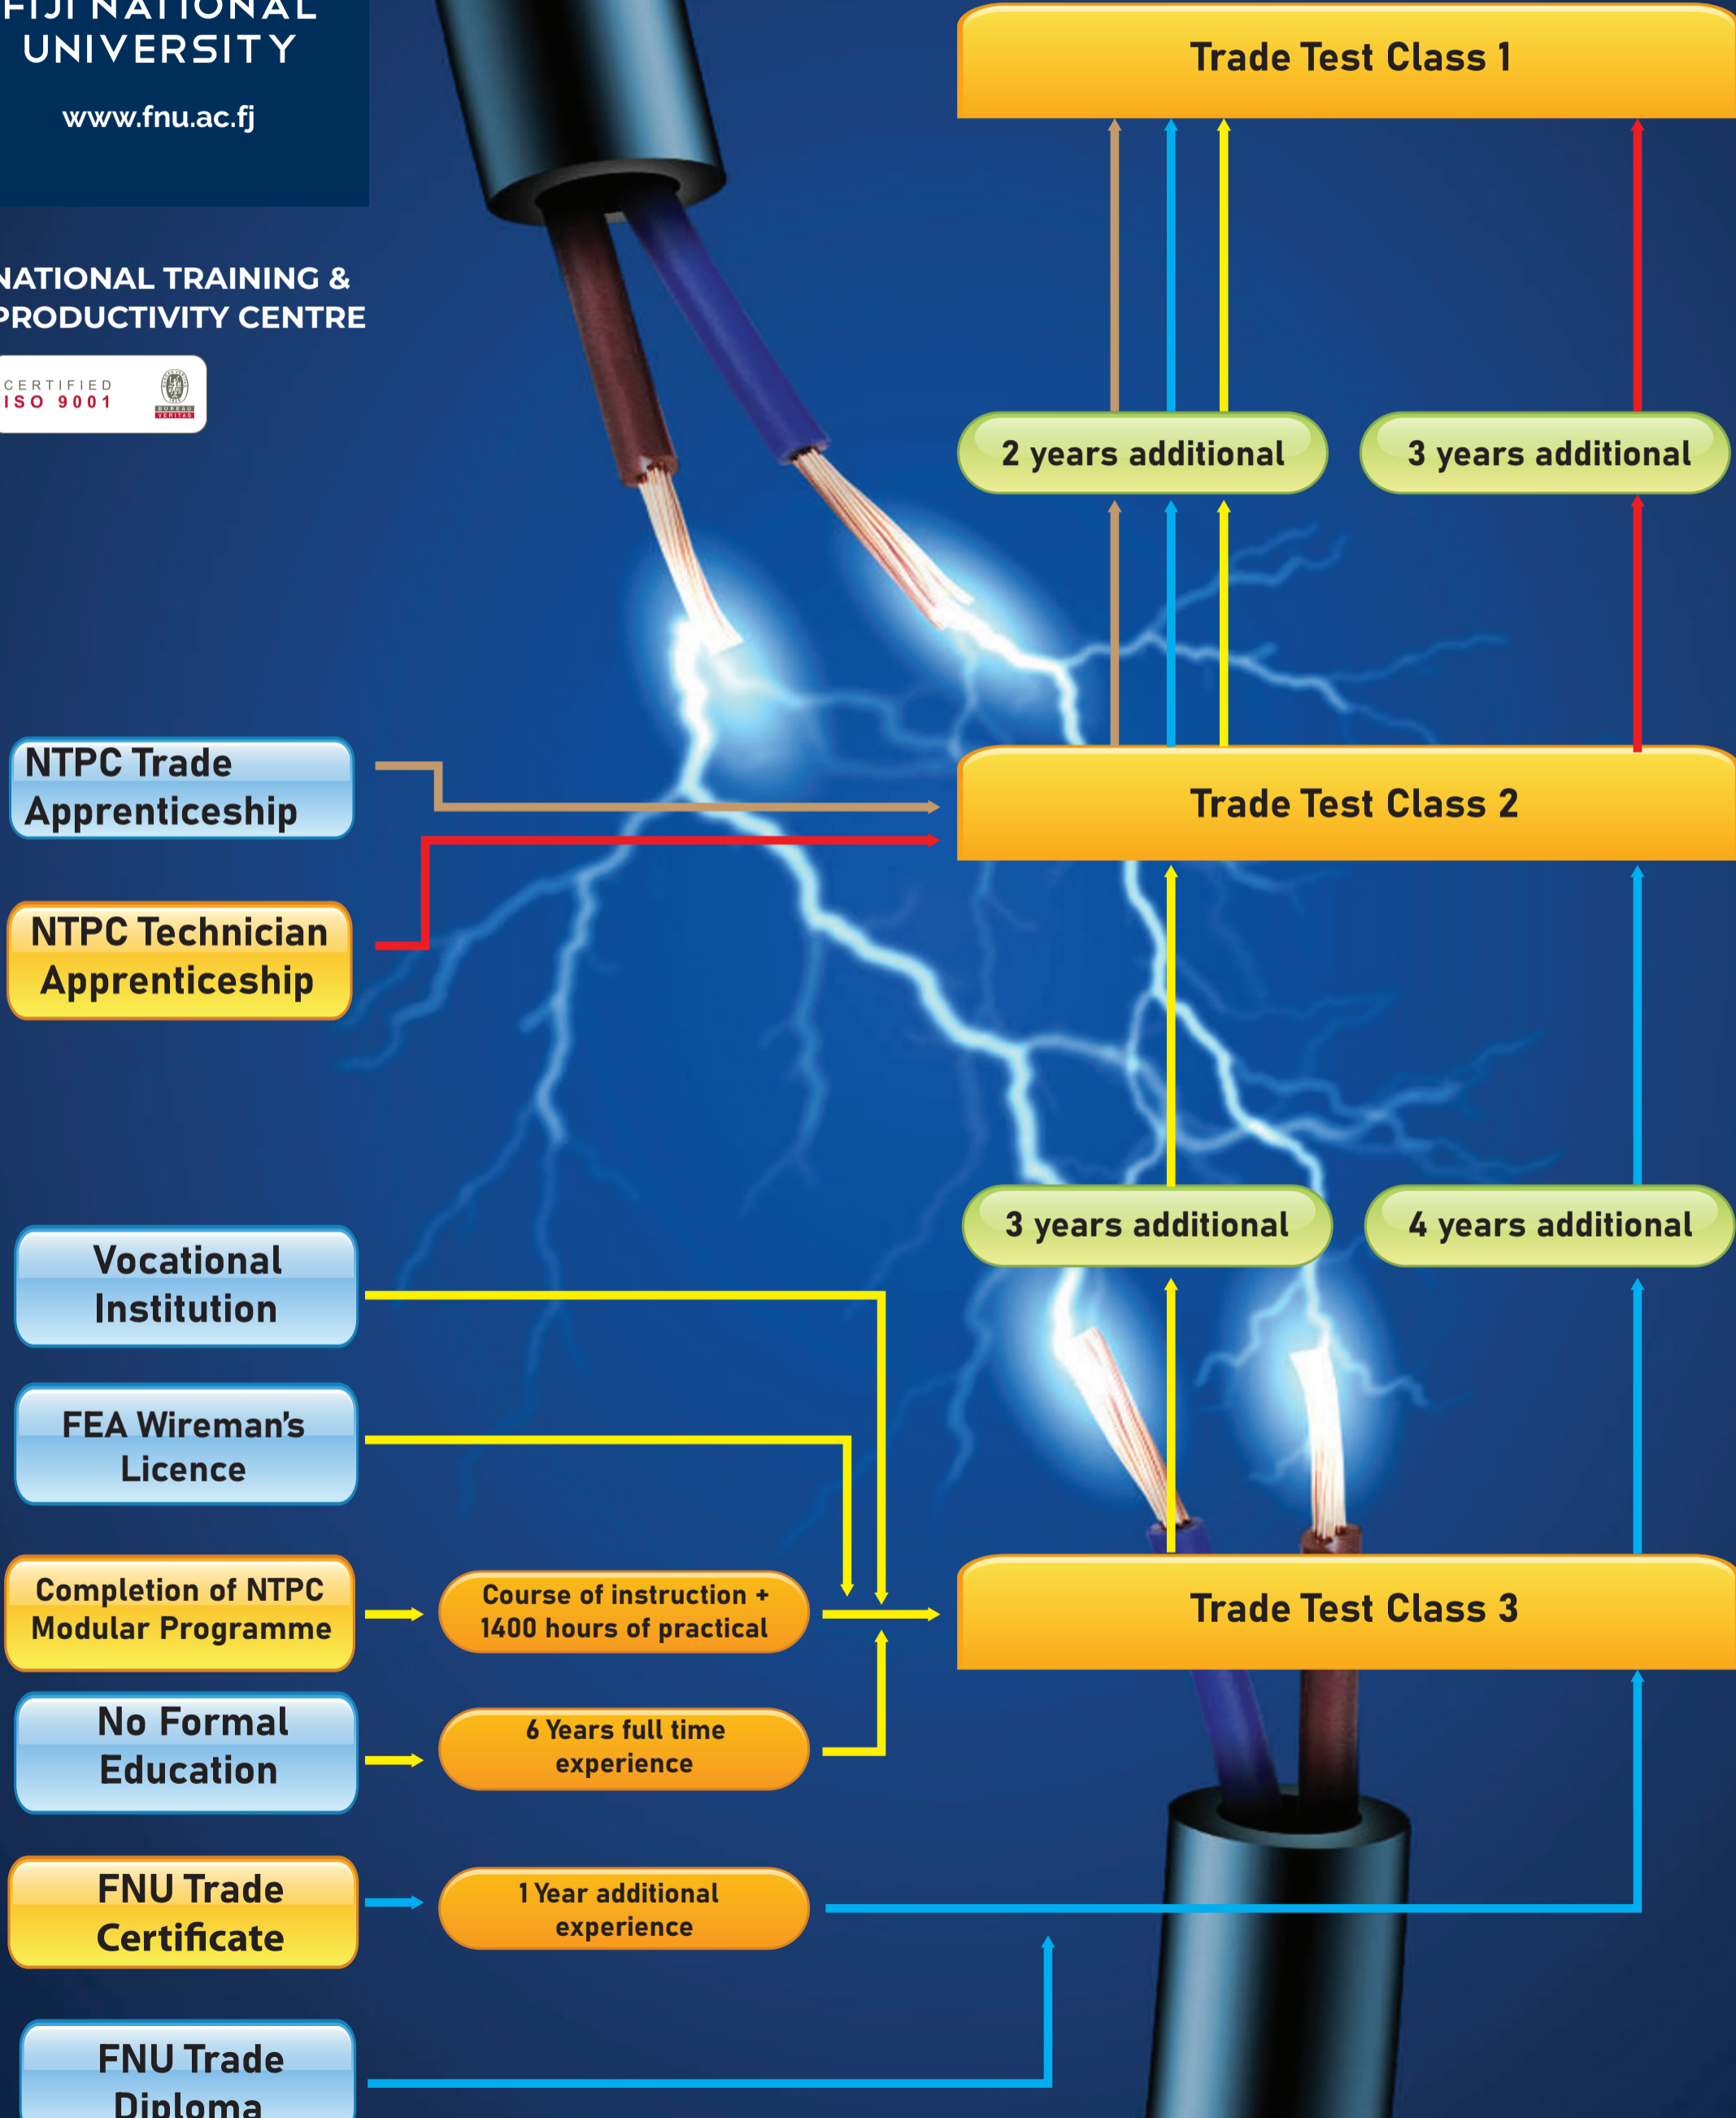 FIJI NATIONAL
UNIVERSITY
www.fnu.ac.fj
NATIONAL TRAINING &
PRODUCTIVITY CENTRE
CERTIFIED
ISO 9001
BUREAU
VERITAS
Trade Test Class 1
2 years additional
3 years additional
NTPC Trade
Apprenticeship
Trade Test Class 2
NTPC Technician
Apprenticeship
3 years additional
4 years additional
Vocational
Institution
FEA Wireman's
Licence
Completion of NTPC
Modular Programme
Course of instruction +
1400 hours of practical
Trade Test Class 3
No Formal
Education
6 Years full time
experience
FNU Trade
Certificate
1 Year additional
experience
FNU Trade
Diploma